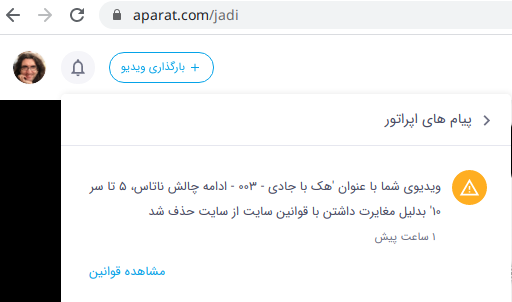 aparat.com/jadi
+ بارگذاری ویدیو
پیام های اپراتور
ویدیوی شما با عنوان 'هک با جادی - ۰۰۳ - ادامه چالش ناتاس، ۵ تا سر
۱۰' بدلیل مغایرت داشتن با قوانین سایت از سایت حذف شد
۱ ساعت پیش
مشاهده قوانین